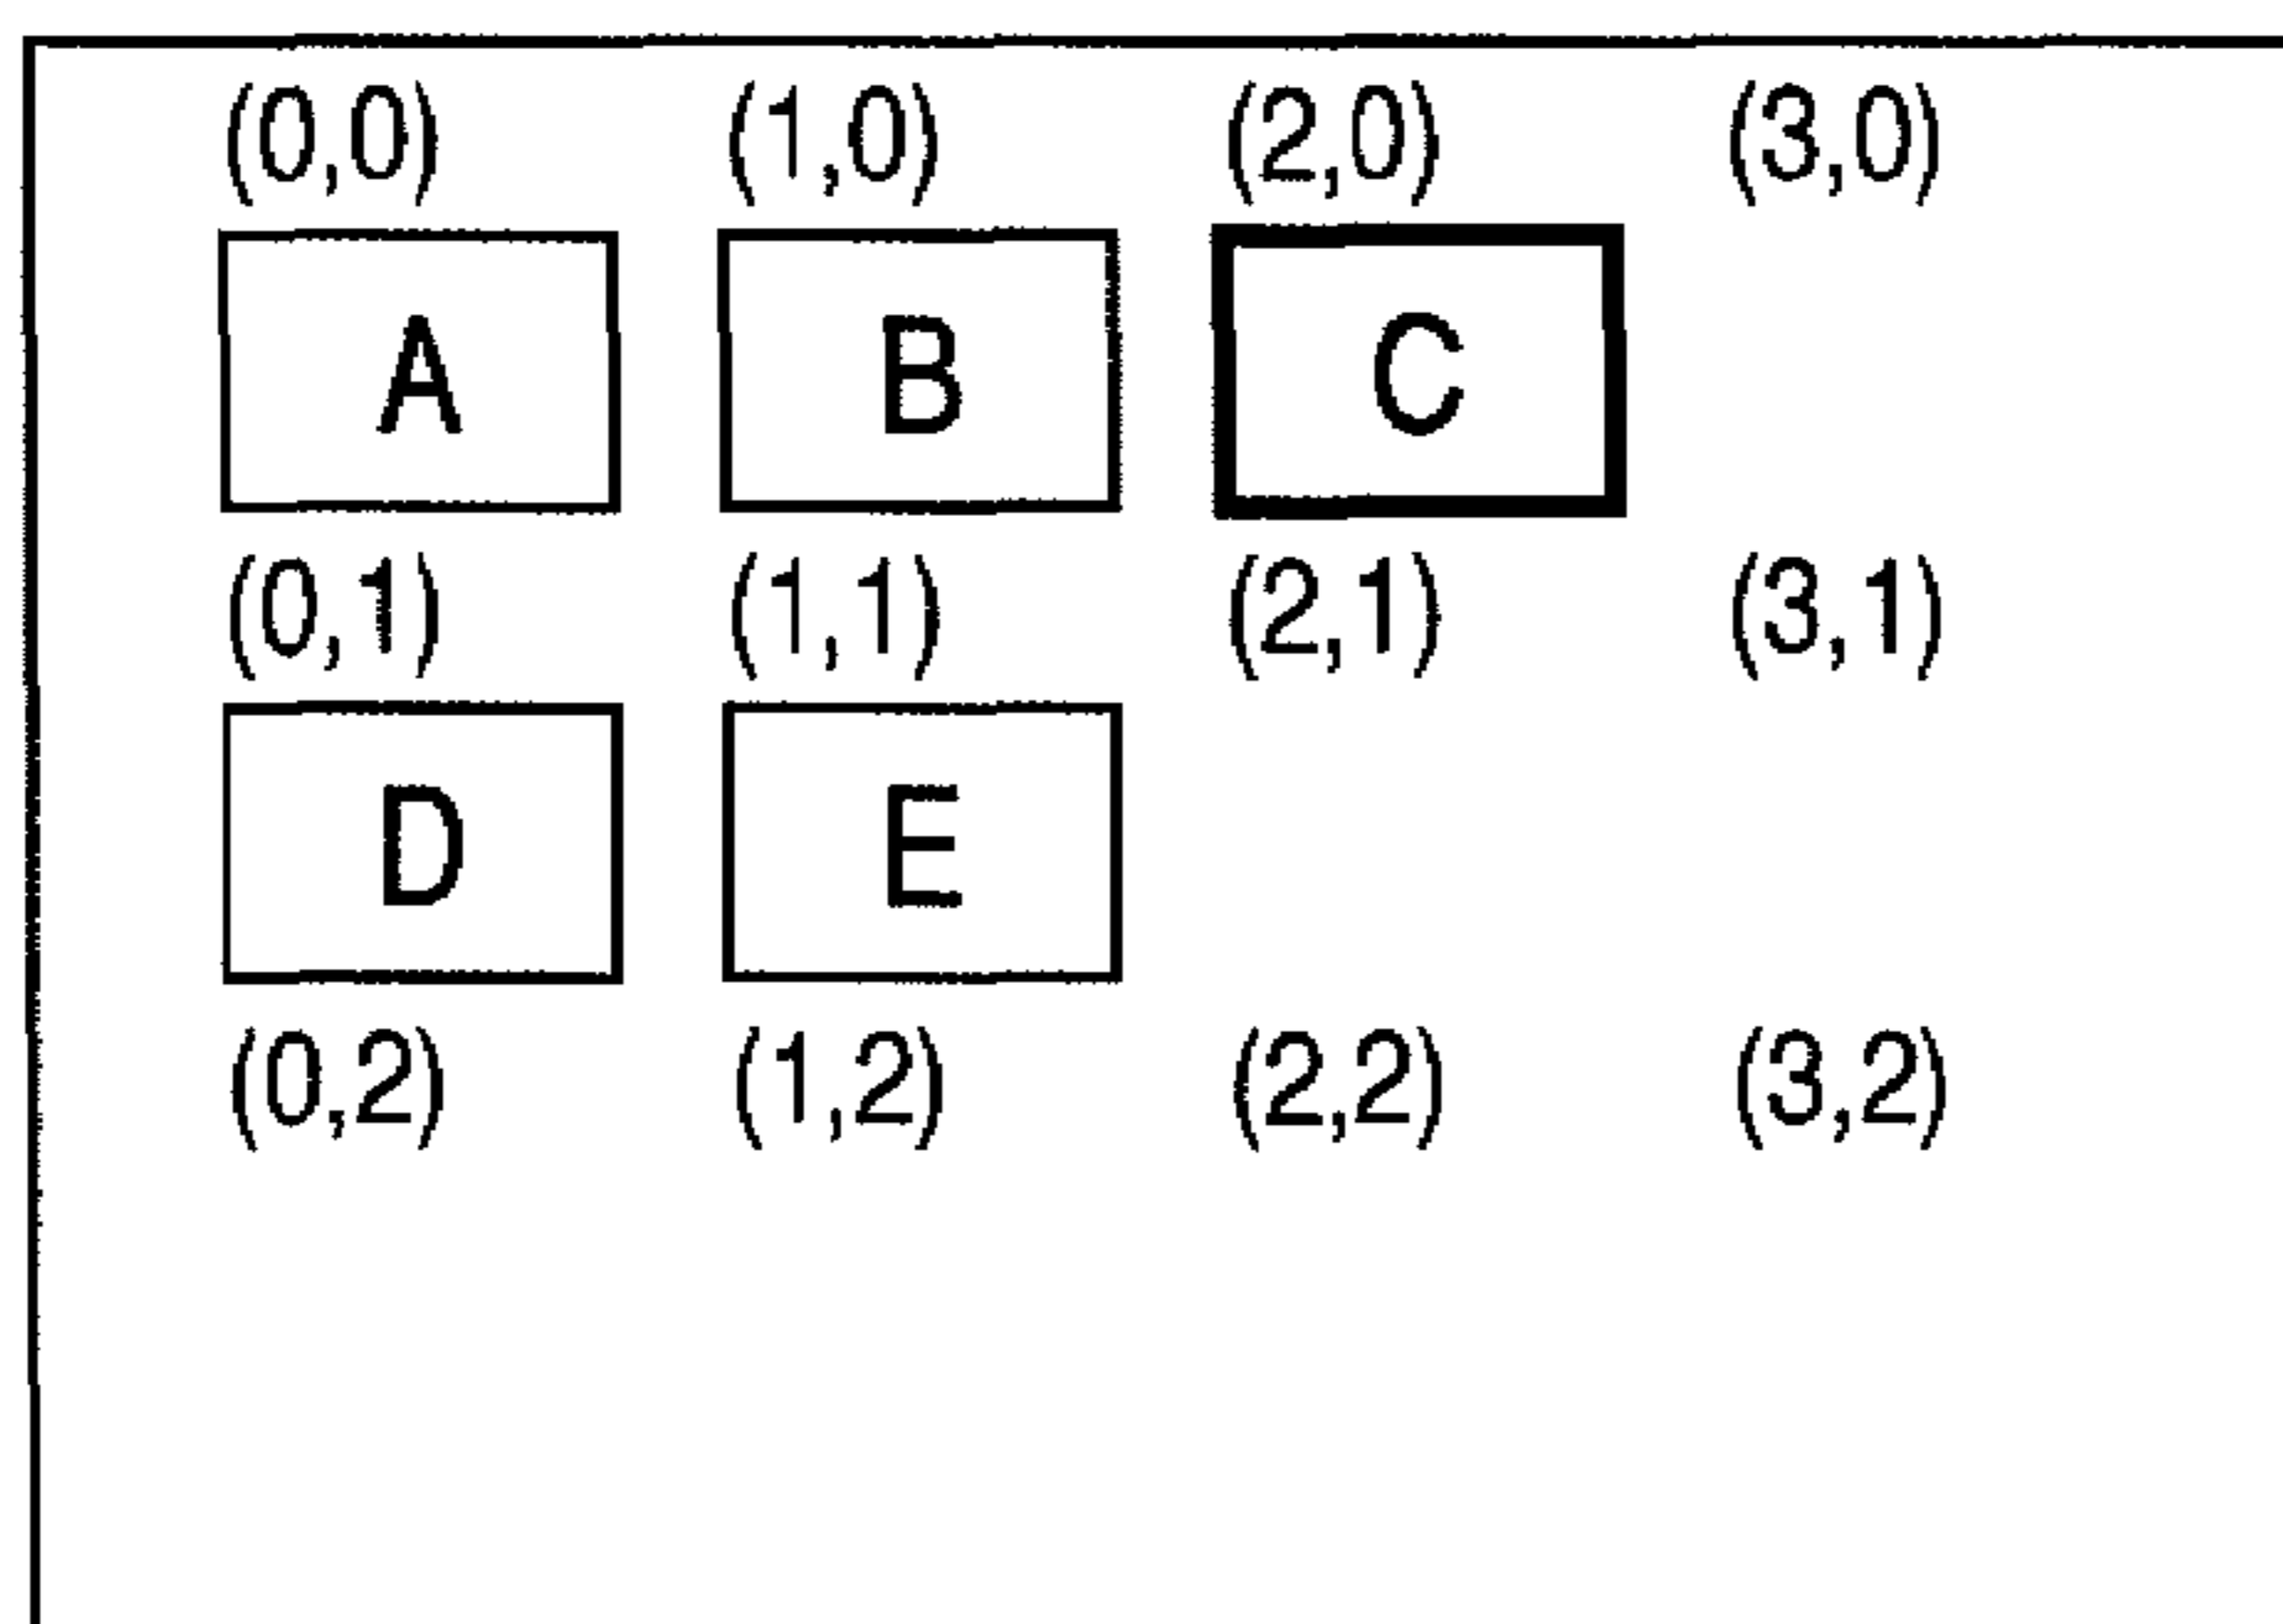 (0,0) (1,0) (2,0) (3,0)
A B C
(0,1) (1,1) (2,1) (3,1)
D E
(0,2) (1,2) (2,2) (3,2)